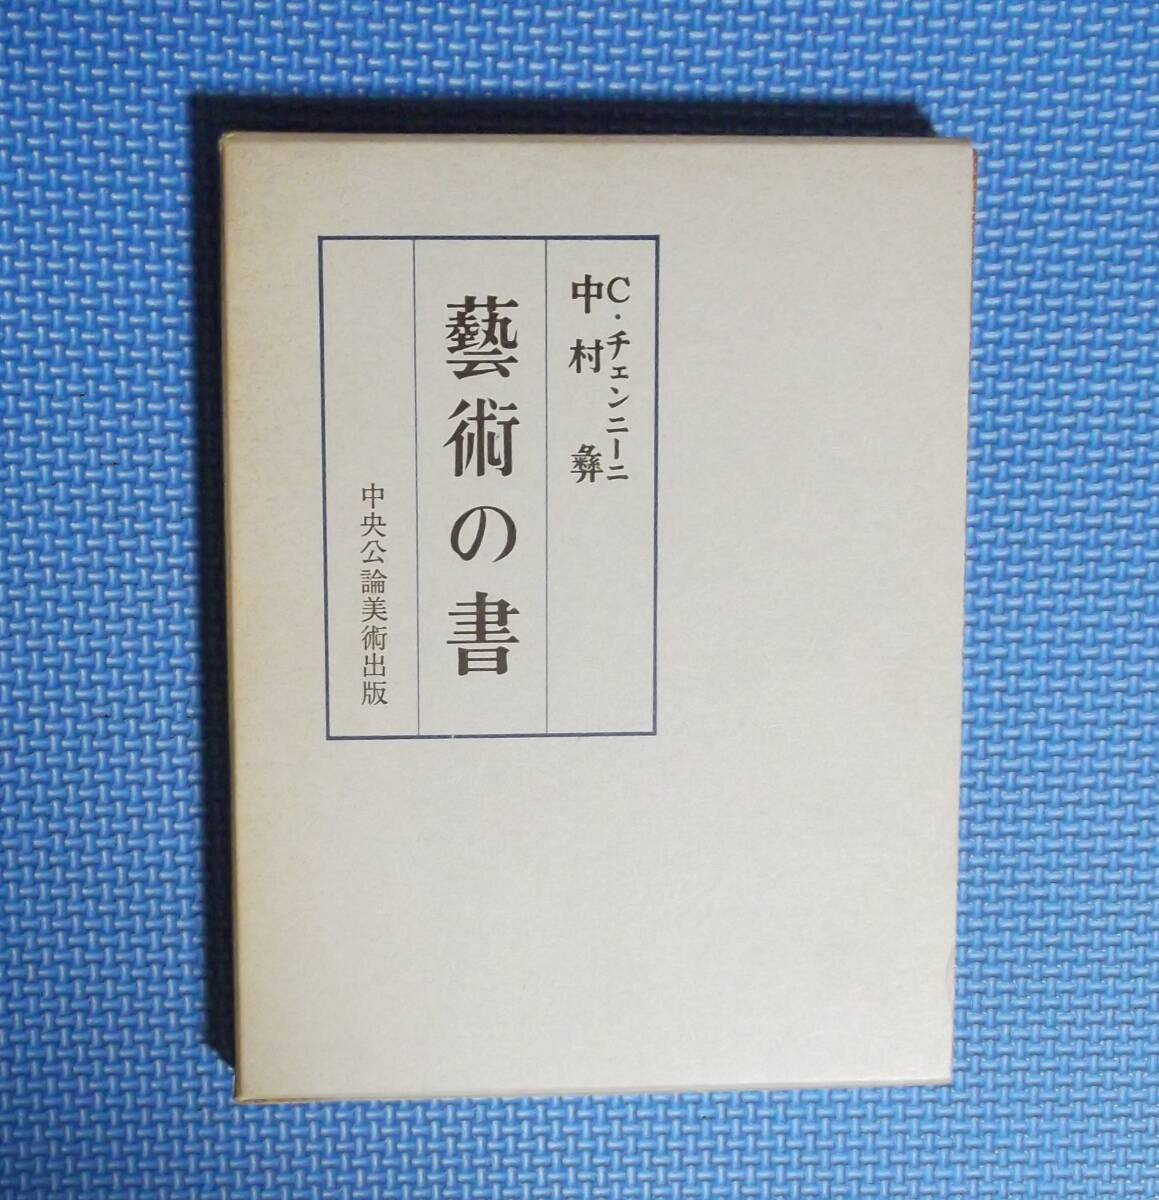 C・チェンニーニ
中村 彝
藝術の書
中央公論美術出版